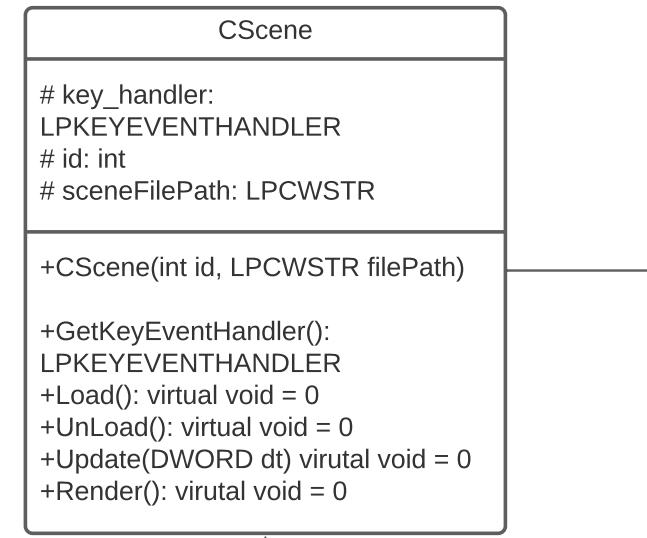 CScene
# key_handler:
LPKEYEVENTHANDLER
# id: int
# sceneFilePath: LPCWSTR
+CScene(int id, LPCWSTR filePath)
+GetKeyEventHandler():
LPKEYEVENTHANDLER
+Load(): virtual void = 0
+UnLoad(): virtual void = 0
+Update(DWORD dt) virutal void = 0
+Render(): virutal void = 0